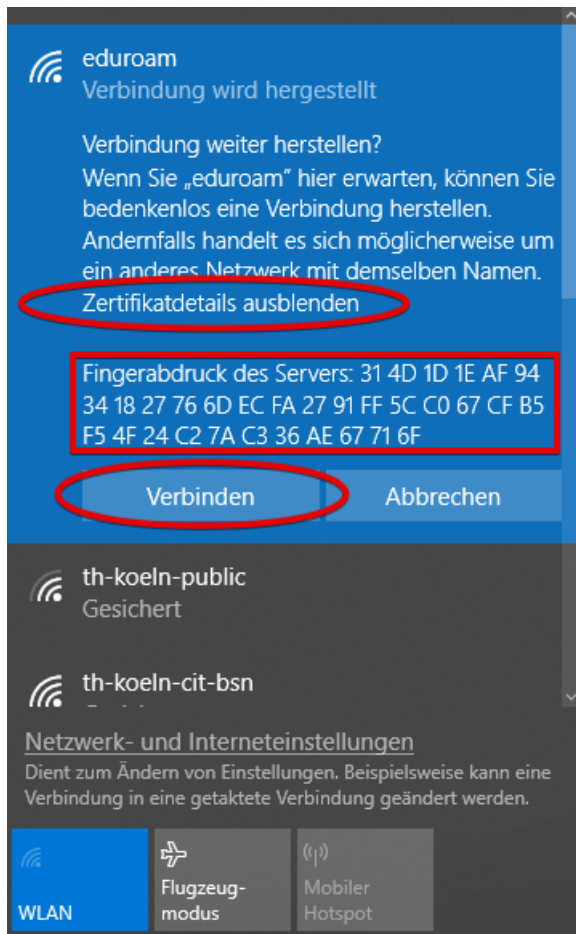 eduroam
Verbindung wird hergestellt
Verbindung weiter herstellen?
Wenn Sie „eduroam“ hier erwarten, können Sie
bedenkenlos eine Verbindung herstellen.
Andernfalls handelt es sich möglicherweise um
ein anderes Netzwerk mit demselben Namen.
Zertifikatdetails ausblenden
Fingerabdruck des Servers: 31 4D 1D 1E AF 94
34 18 27 76 6D EC FA 27 91 FF 5C C0 67 CF B5
F5 4F 24 C2 7A C3 36 AE 67 71 6F
Verbinden
Abbrechen
th-koeln-public
Gesichert
th-koeln-cit-bsn
Netzwerk- und Interneteinstellungen
Dient zum Ändern von Einstellungen. Beispielsweise kann eine
Verbindung in eine getaktete Verbindung geändert werden.
WLAN
Flugzeug-
modus
Mobiler
Hotspot